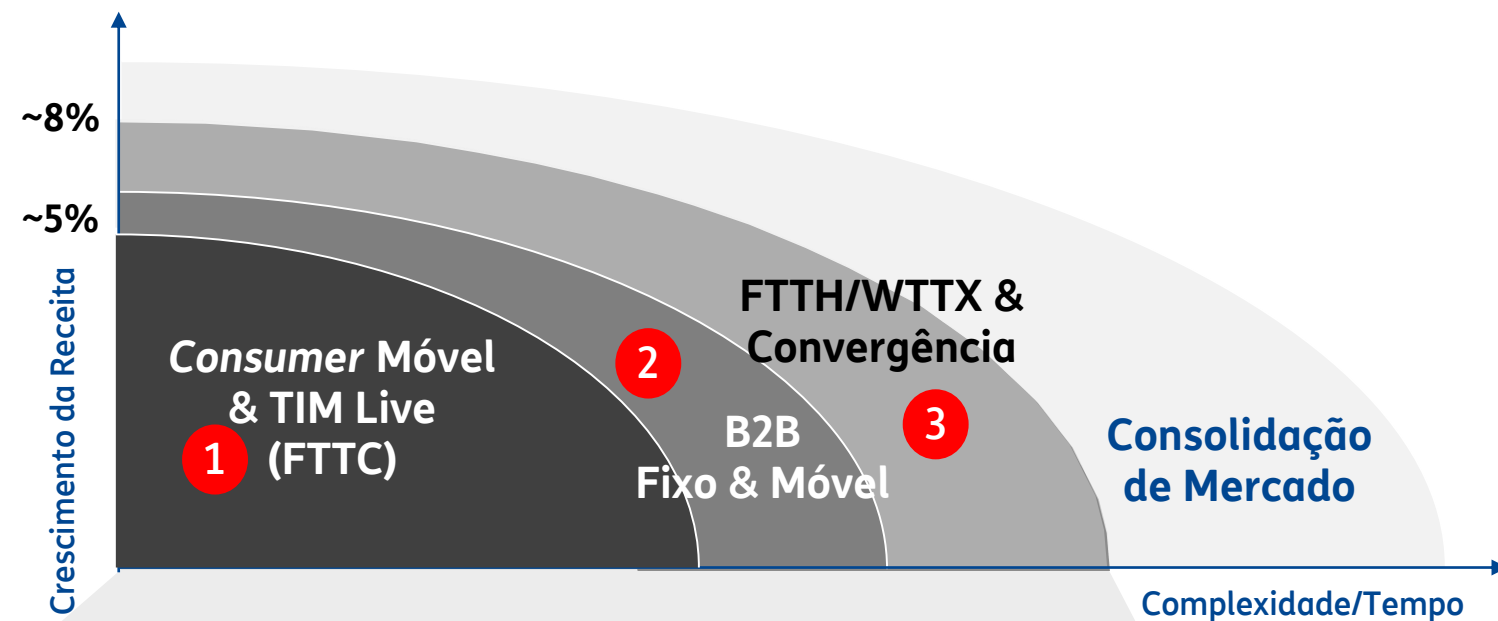 ~8%
~5%
Crescimento da Receita
Consumer Móvel
& TIM Live
(FTTC)
1
2
B2B
Fixo & Móvel
FTTH/WTTX &
Convergência
3
Consolidação
de Mercado
Complexidade/Tempo